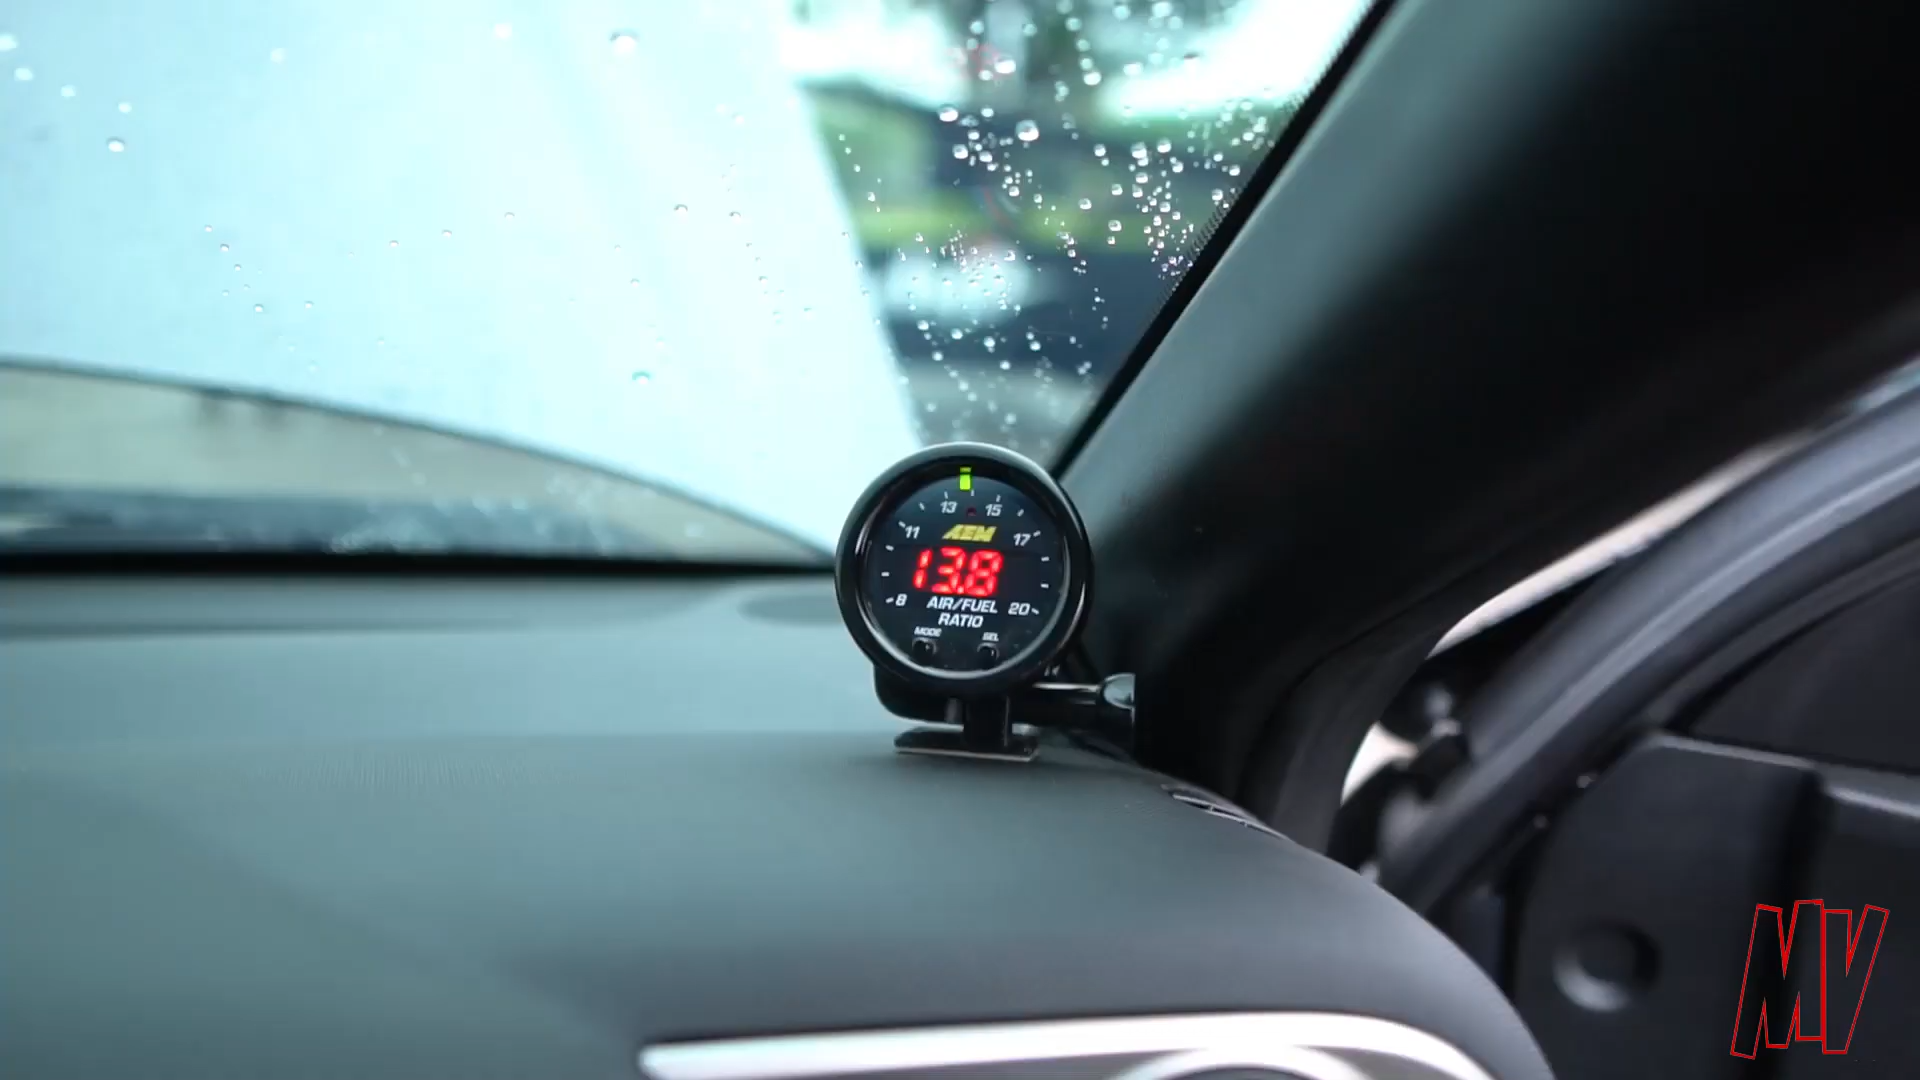 13 15
11 17
AEM
13.8
8 AIR/FUEL 20
RATIO
MODE SEL
MV